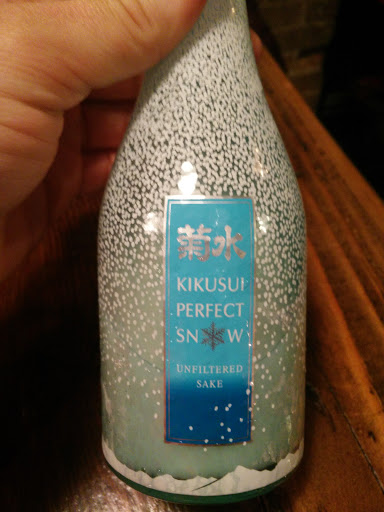 菊水
KIKUSUI
PERFECT
SNOW
UNFILTERED
SAKE